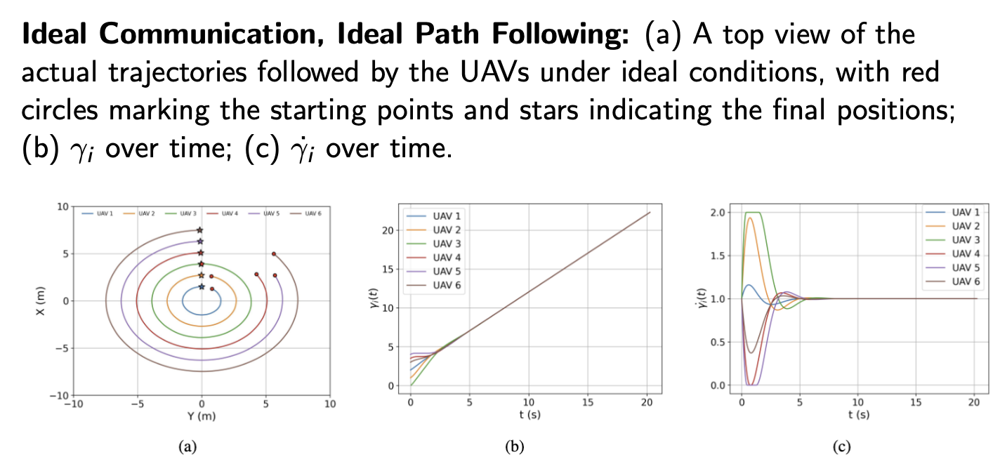 Ideal Communication, Ideal Path Following: (a) A top view of the
actual trajectories followed by the UAVs under ideal conditions, with red
circles marking the starting points and stars indicating the final positions;
(b) γᵢ over time; (c) γ̇ᵢ over time.
UAV 1 UAV 2 UAV 3 UAV 4 UAV 5 UAV 6
10
5
0
−5
−10
X (m)
−10 −5 0 5 10
Y (m)
(a)
UAV 1
UAV 2
UAV 3
UAV 4
UAV 5
UAV 6
20
15
10
5
0
γᵢ(t)
0 5 10 15 20
t (s)
(b)
UAV 1
UAV 2
UAV 3
UAV 4
UAV 5
UAV 6
2.0
1.5
1.0
0.5
0.0
γ̇ᵢ(t)
0 5 10 15 20
t (s)
(c)